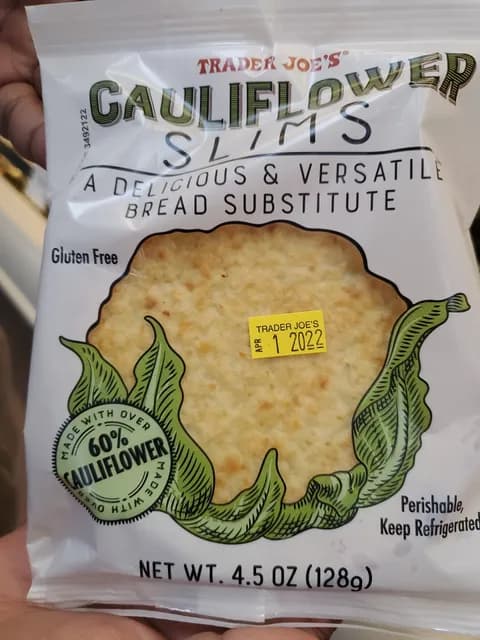 TRADER JOE'S
CAULIFLOWER
SLIMS
3492122
A DELICIOUS & VERSATILE
BREAD SUBSTITUTE
Gluten Free
TRADER JOE'S
APR 1 2022
MADE WITH OVER
60%
CAULIFLOWER
MADE WITH OVER
Perishable,
Keep Refrigerated
NET WT. 4.5 OZ (128g)